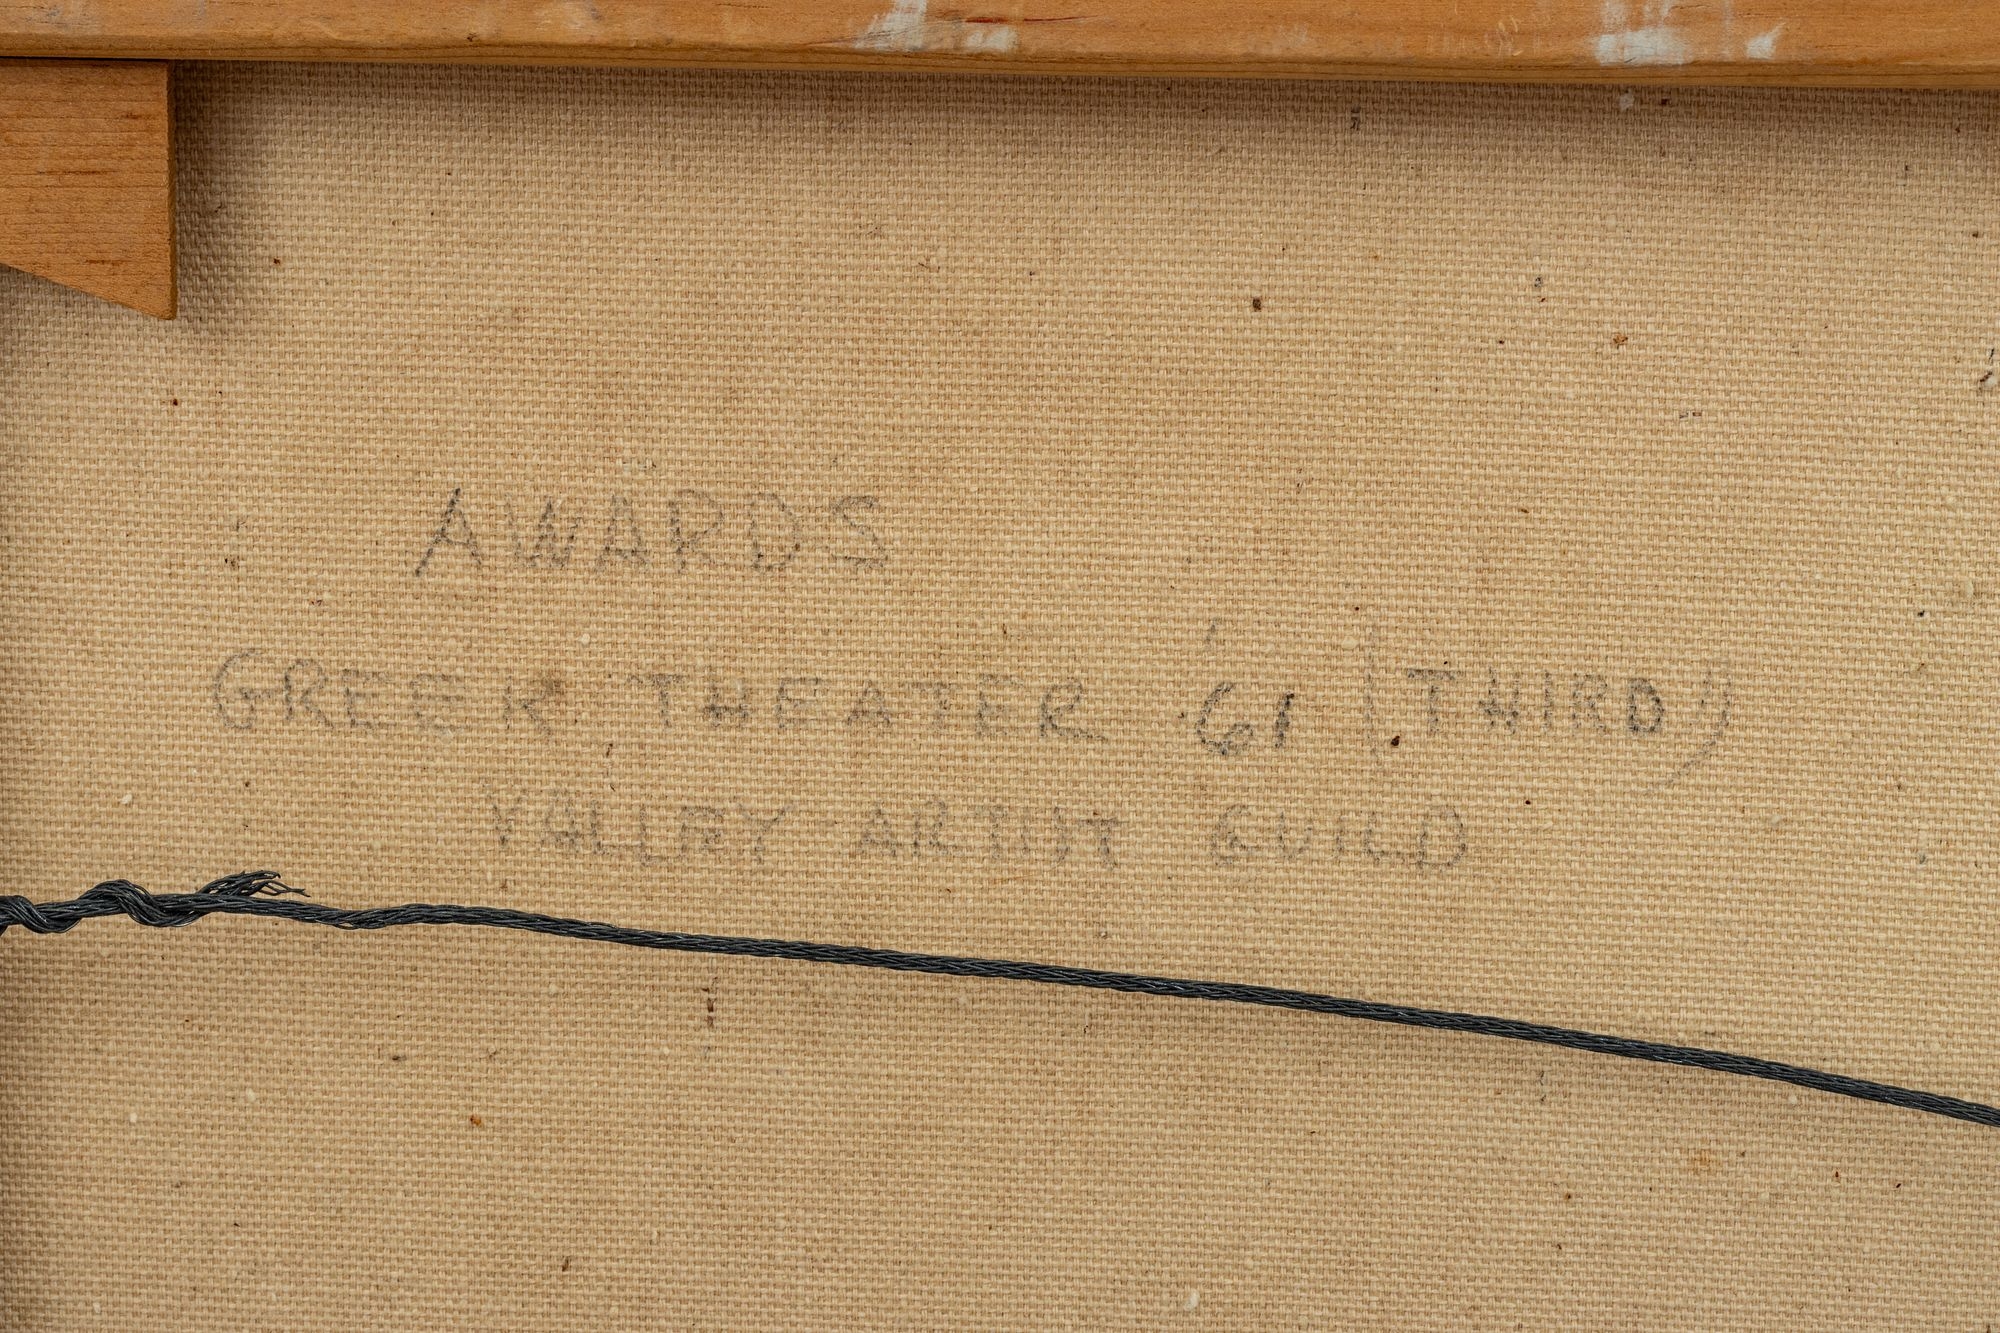 AWARDS
GREEK THEATER '61 (THIRD)
VALLEY ARTIST GUILD